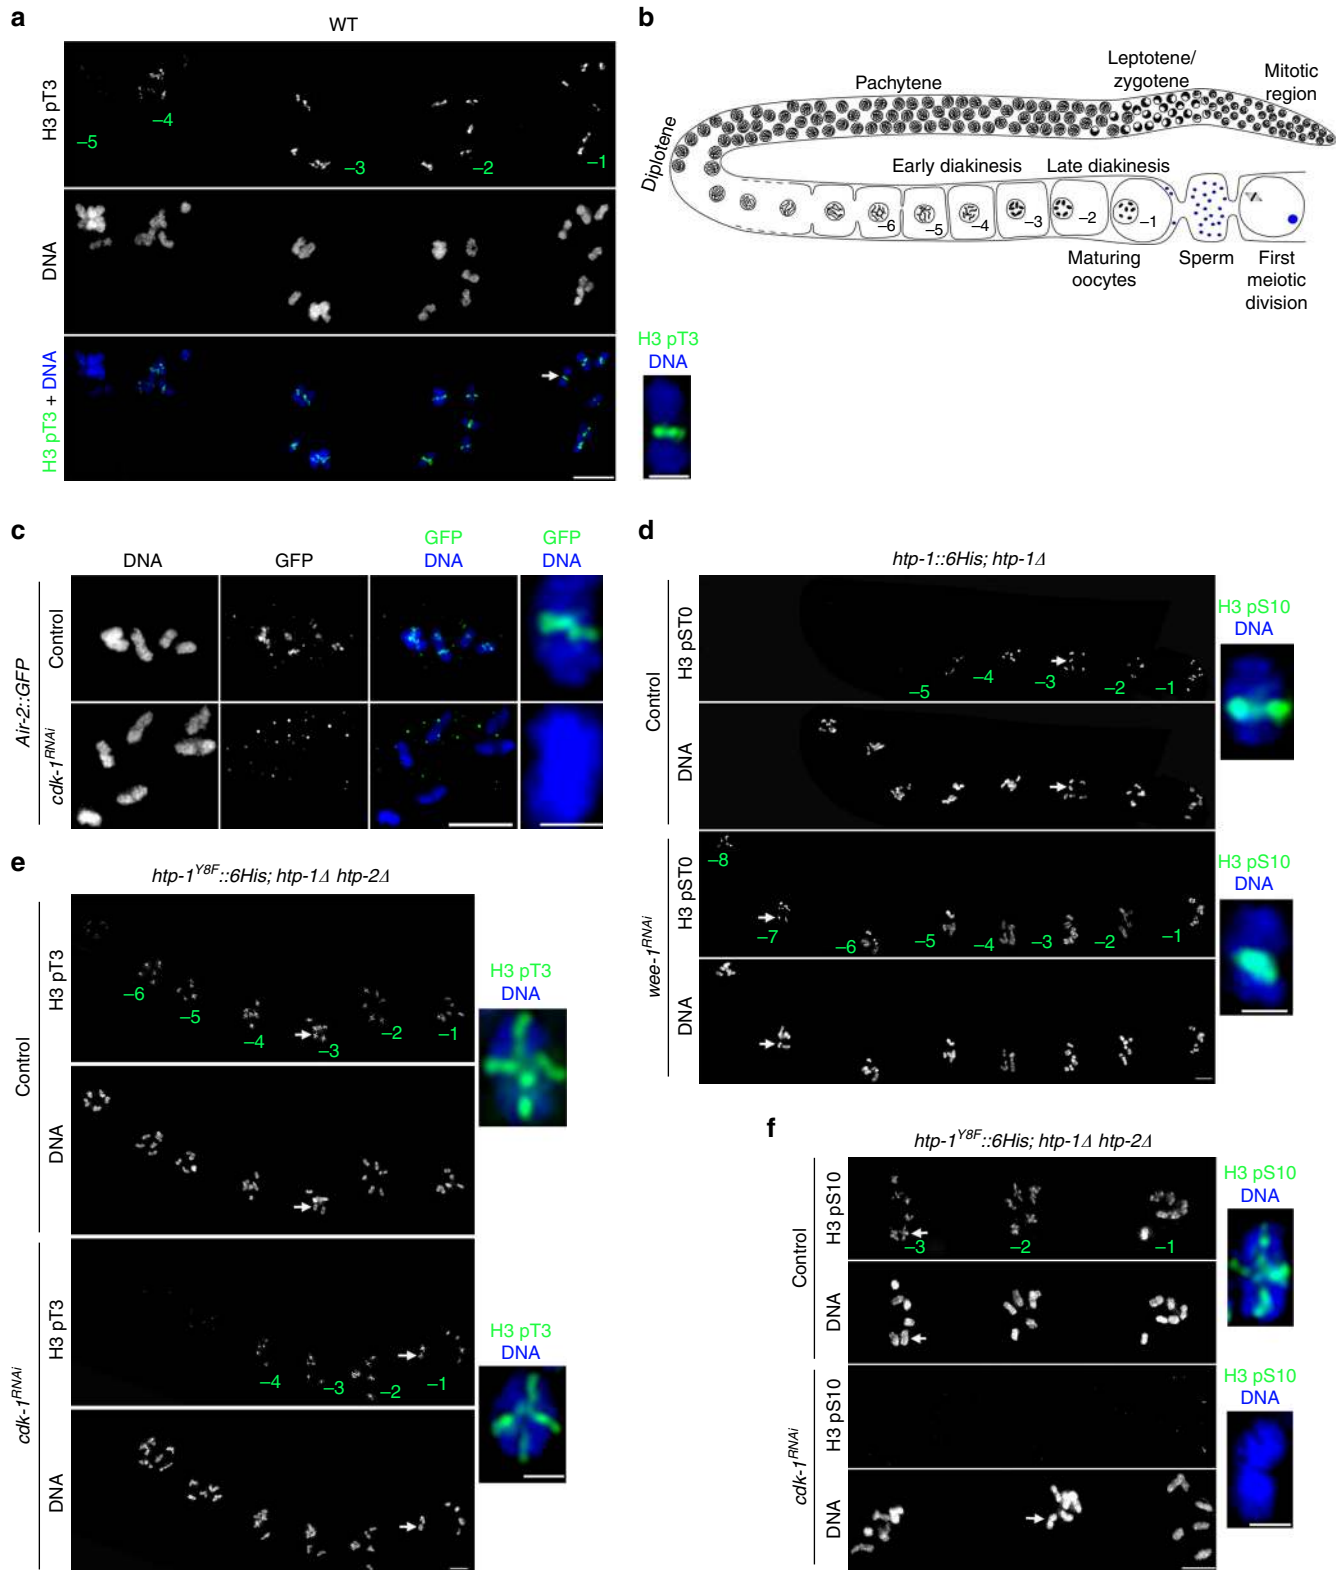 a
WT
H3 pT3
–5
–4
–3
–2
–1
DNA
H3 pT3 + DNA
H3 pT3
DNA
b
Pachytene
Leptotene/
zygotene
Mitotic
region
Diplotene
Early diakinesis
Late diakinesis
–6
–5
–4
–3
–2
–1
Maturing
oocytes
Sperm
First
meiotic
division
c
DNA
GFP
GFP
DNA
GFP
DNA
Air-2::GFP
Control
cdk-1RNAi
d
htp-1::6His; htp-1Δ
Control
H3 pST0
–5
–4
–3
–2
–1
DNA
H3 pS10
DNA
wee-1RNAi
H3 pST0
–8
–7
–6
–5
–4
–3
–2
–1
DNA
H3 pS10
DNA
e
htp-1Y8F::6His; htp-1Δ htp-2Δ
Control
H3 pT3
–6
–5
–4
–3
–2
–1
DNA
H3 pT3
DNA
cdk-1RNAi
H3 pT3
–4
–3
–2
–1
DNA
H3 pT3
DNA
f
htp-1Y8F::6His; htp-1Δ htp-2Δ
Control
H3 pS10
–3
–2
–1
DNA
H3 pS10
DNA
cdk-1RNAi
H3 pS10
DNA
H3 pS10
DNA